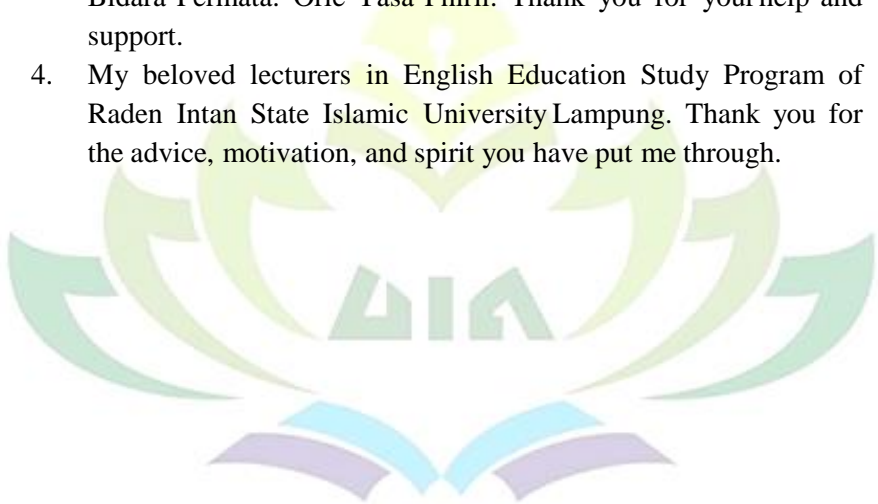 support.
4. My beloved lecturers in English Education Study Program of
Raden Intan State Islamic University Lampung. Thank you for
the advice, motivation, and spirit you have put me through.
UIN